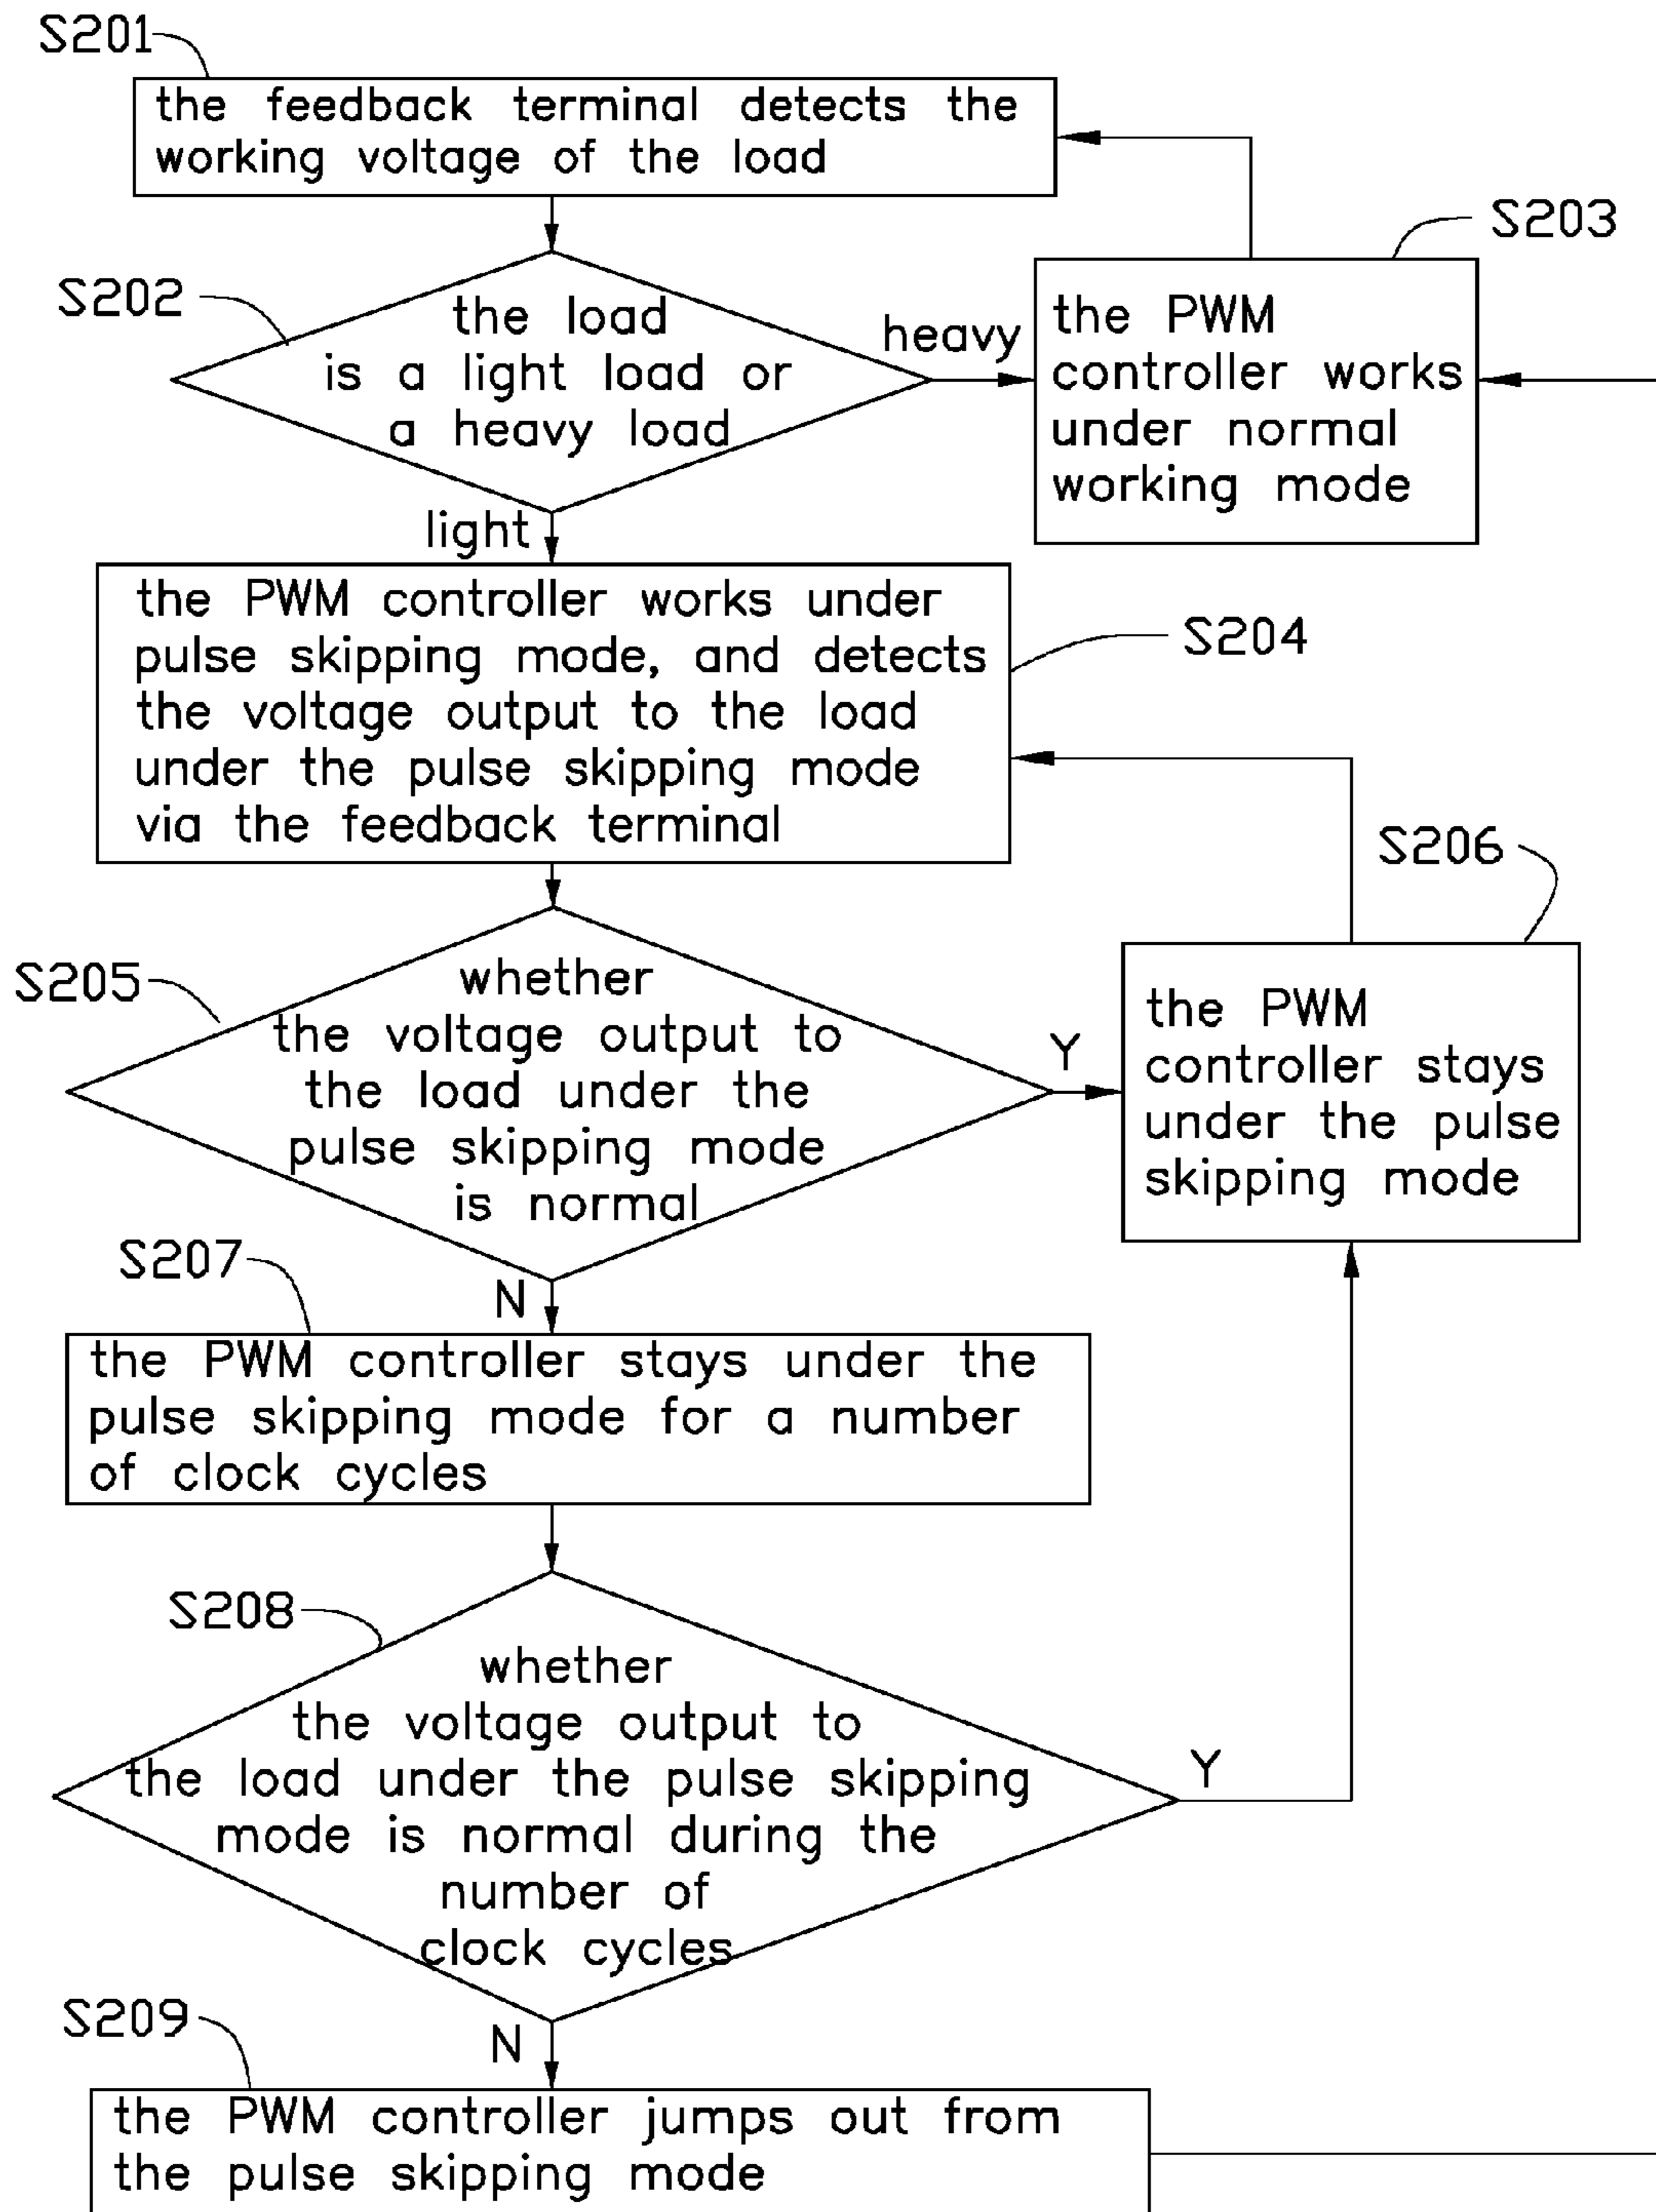 S201
the feedback terminal detects the
working voltage of the load
S202
the load
is a light load or
a heavy load
heavy
S203
the PWM
controller works
under normal
working mode
light
the PWM controller works under
pulse skipping mode, and detects
the voltage output to the load
under the pulse skipping mode
via the feedback terminal
S204
S205
whether
the voltage output to
the load under the
pulse skipping mode
is normal
Y
S206
the PWM
controller stays
under the pulse
skipping mode
S207
N
the PWM controller stays under the
pulse skipping mode for a number
of clock cycles
S208
whether
the voltage output to
the load under the pulse skipping
mode is normal during the
number of
clock cycles
Y
S209
N
the PWM controller jumps out from
the pulse skipping mode